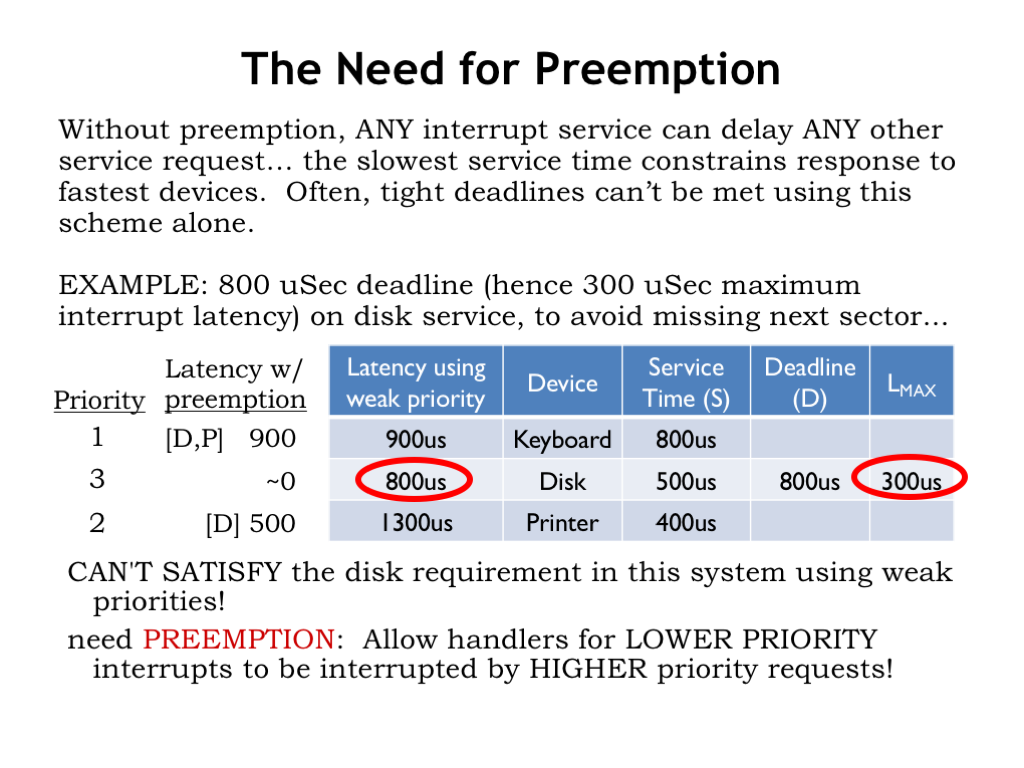 The Need for Preemption
Without preemption, ANY interrupt service can delay ANY other
service request… the slowest service time constrains response to
fastest devices.  Often, tight deadlines can’t be met using this
scheme alone.
EXAMPLE: 800 uSec deadline (hence 300 uSec maximum
interrupt latency) on disk service, to avoid missing next sector…
Priority
Latency w/
preemption
Latency using
weak priority
Device
Service
Time (S)
Deadline
(D)
LMAX
1 [D,P] 900 900us Keyboard 800us
3 ~0 800us Disk 500us 800us 300us
2 [D] 500 1300us Printer 400us
CAN'T SATISFY the disk requirement in this system using weak
priorities!
need PREEMPTION:  Allow handlers for LOWER PRIORITY
interrupts to be interrupted by HIGHER priority requests!